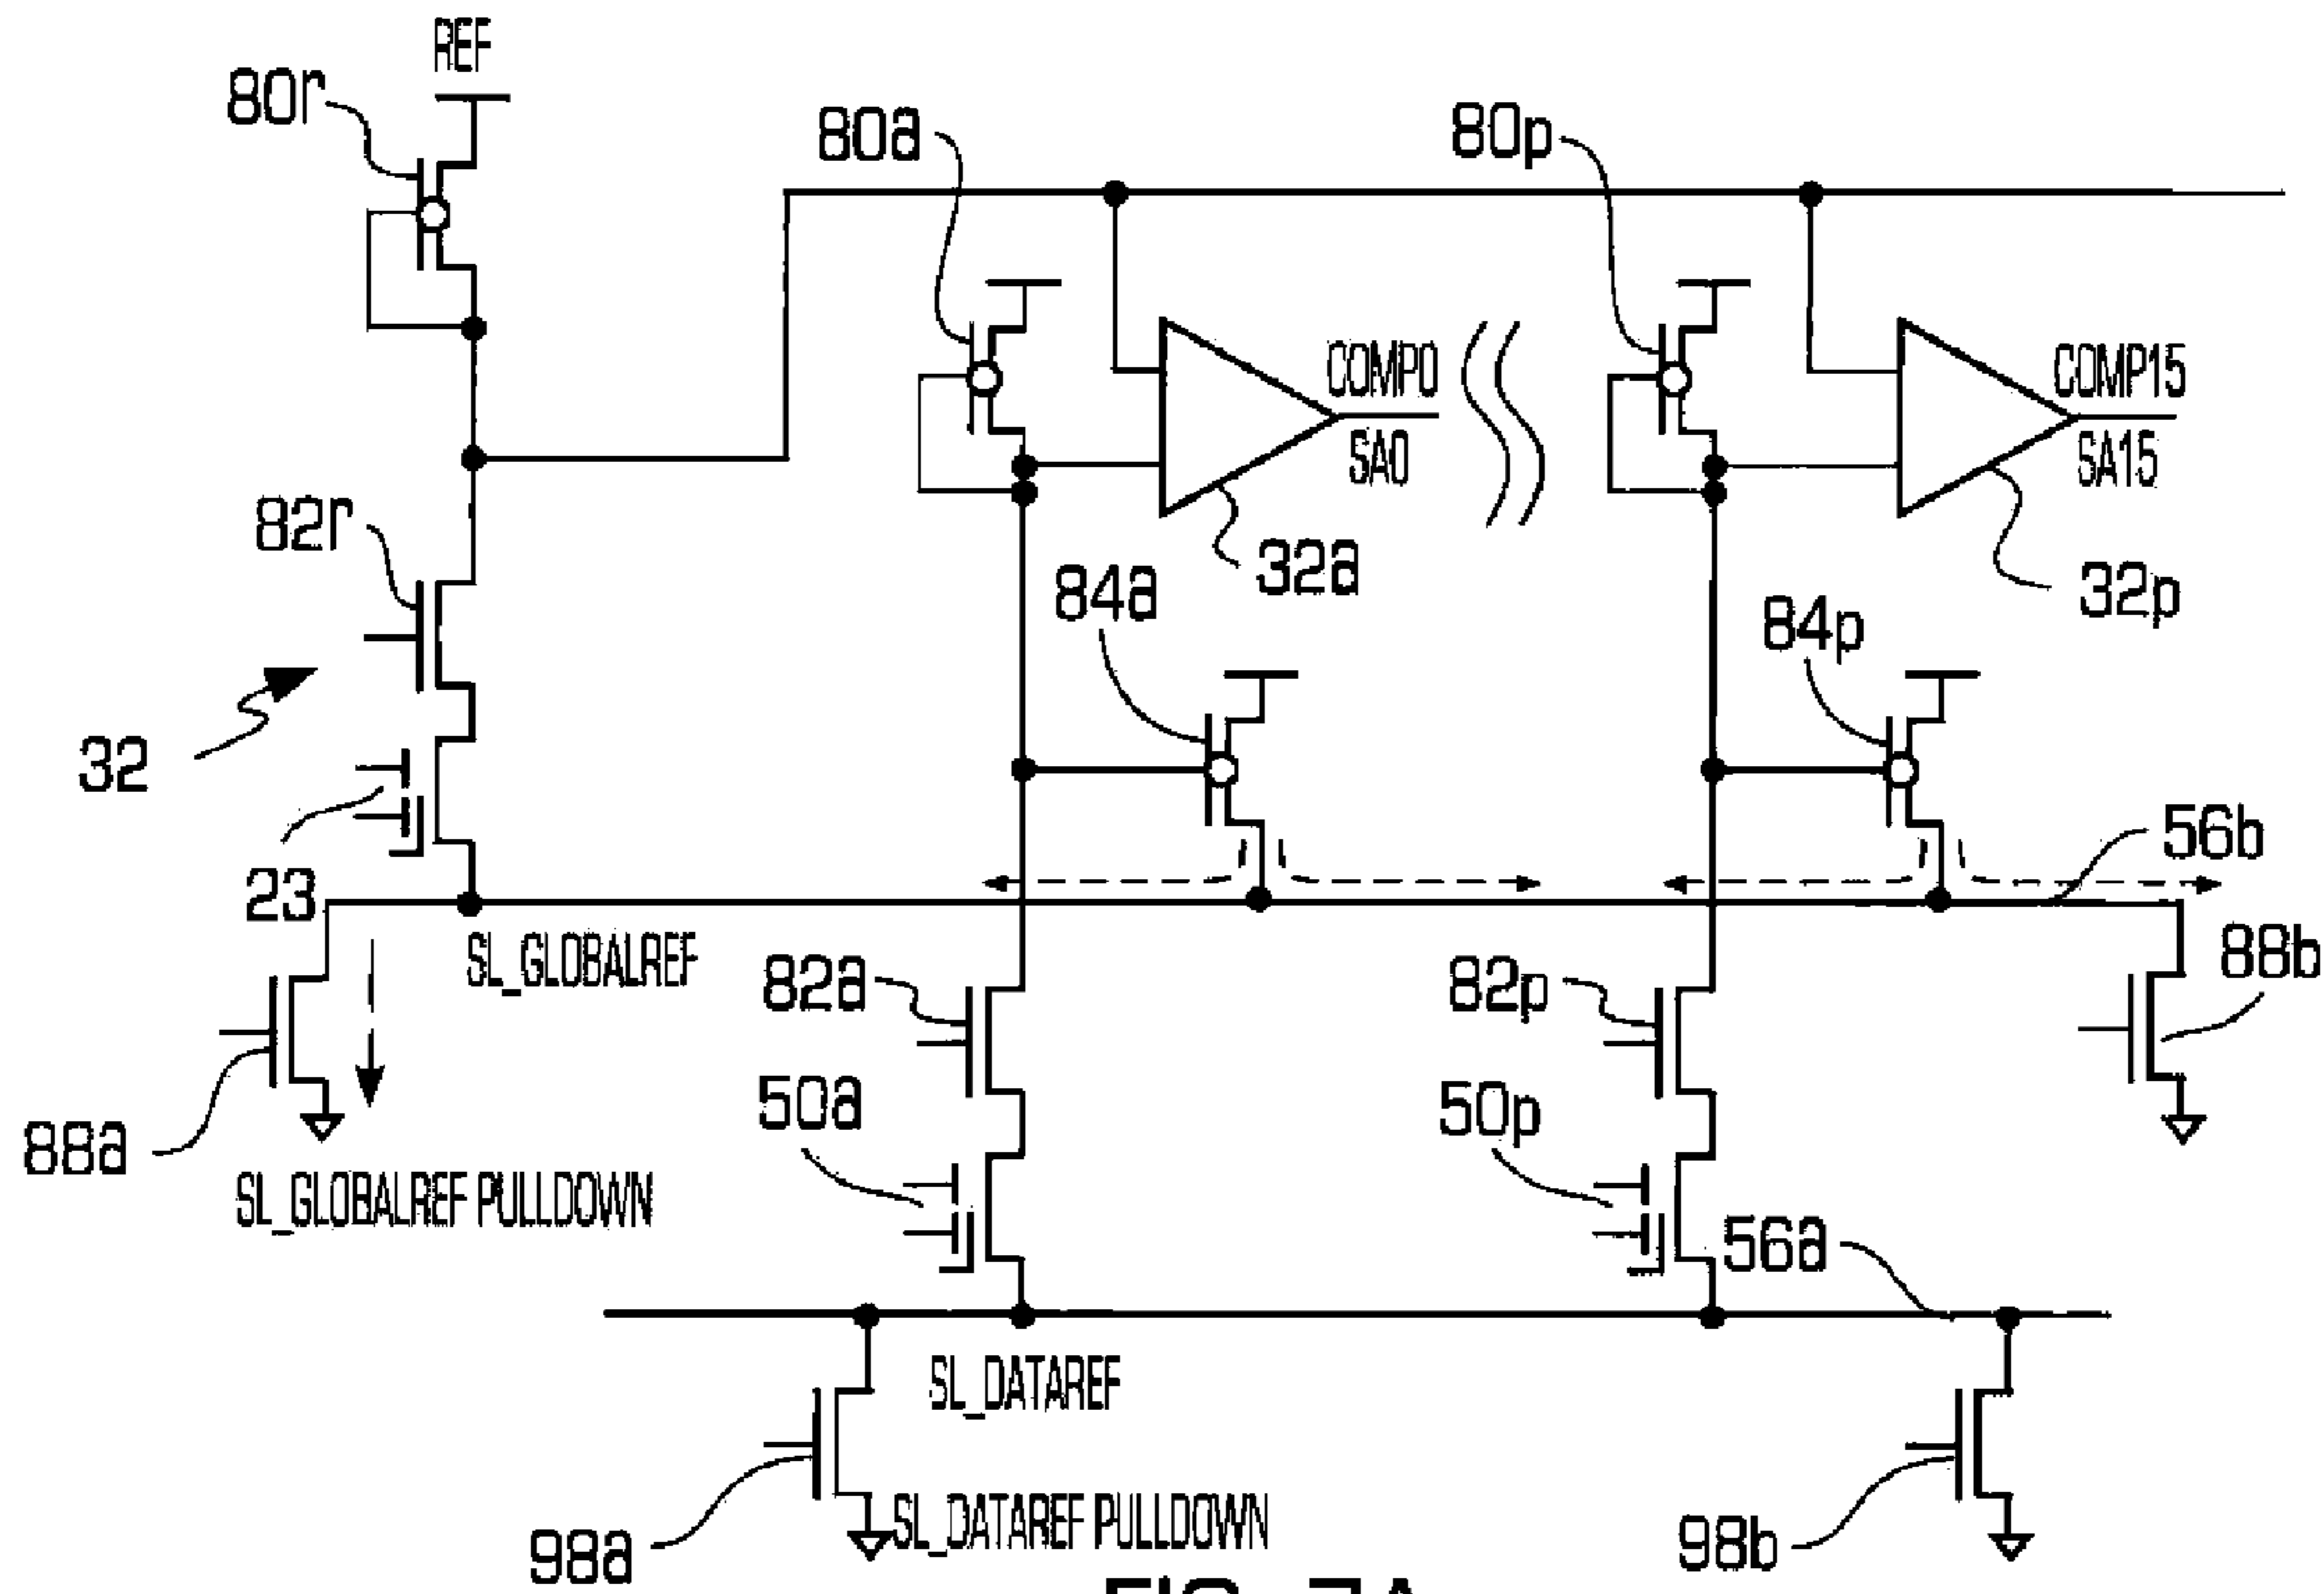 REF
80r
80a
80p
COMP0
SA0
COMP15
SA15
82r
32a
32p
84a
84p
32
56b
23
SL_GLOBALREF
82a
82p
88b
50a
50p
88a
SL_GLOBALREF PULLDOWN
56a
SL_DATAREF
SL_DATAREF PULLDOWN
98a
98b